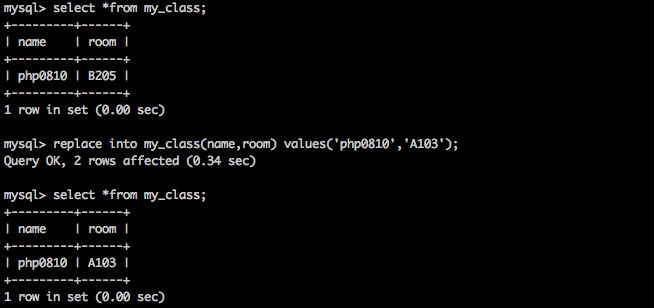 mysql> select *from my_class;
+---------+------+
| name    | room |
+---------+------+
| php0810 | B205 |
+---------+------+
1 row in set (0.00 sec)

mysql> replace into my_class(name,room) values('php0810','A103');
Query OK, 2 rows affected (0.34 sec)

mysql> select *from my_class;
+---------+------+
| name    | room |
+---------+------+
| php0810 | A103 |
+---------+------+
1 row in set (0.00 sec)